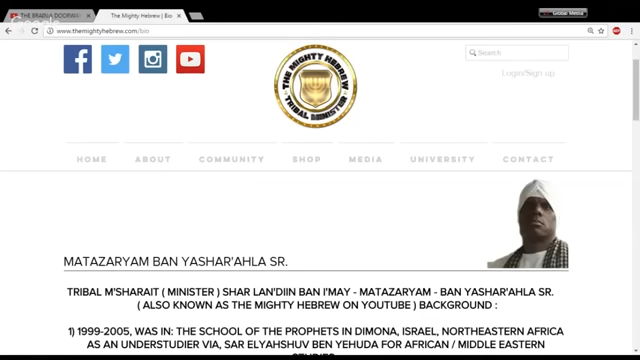 THE BRAINIA DOORWAY
The Mighty Hebrew | Bio
Global Media
Google
www.themightyhebrew.com/bio
THE MIGHTY HEBREW
TRIBAL MINISTER
Search
Login/Sign up
HOME ABOUT COMMUNITY SHOP MEDIA UNIVERSITY CONTACT
MATAZARYAM BAN YASHAR'AHLA SR.
TRIBAL M'SHARAIT ( MINISTER ) SHAR LAN'DIIN BAN I'MAY - MATAZARYAM - BAN YASHAR'AHLA SR.
( ALSO KNOWN AS THE MIGHTY HEBREW ON YOUTUBE ) BACKGROUND :
1) 1999-2005, WAS IN: THE SCHOOL OF THE PROPHETS IN DIMONA, ISRAEL, NORTHEASTERN AFRICA
AS AN UNDERSTUDIER VIA, SAR ELYAHSHUV BEN YEHUDA FOR AFRICAN / MIDDLE EASTERN